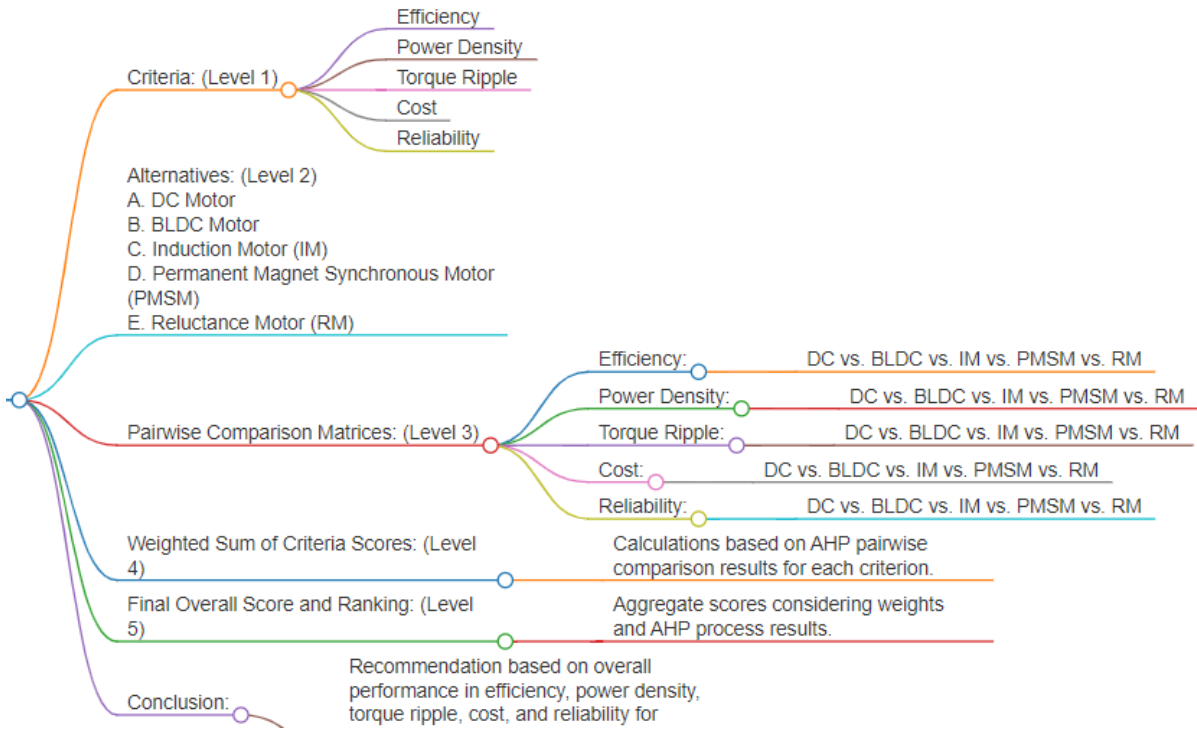 Efficiency
Power Density
Criteria: (Level 1)
Torque Ripple
Cost
Reliability
Alternatives: (Level 2)
A. DC Motor
B. BLDC Motor
C. Induction Motor (IM)
D. Permanent Magnet Synchronous Motor
(PMSM)
E. Reluctance Motor (RM)
Pairwise Comparison Matrices: (Level 3)
Efficiency:
DC vs. BLDC vs. IM vs. PMSM vs. RM
Power Density:
DC vs. BLDC vs. IM vs. PMSM vs. RM
Torque Ripple:
DC vs. BLDC vs. IM vs. PMSM vs. RM
Cost:
DC vs. BLDC vs. IM vs. PMSM vs. RM
Reliability:
DC vs. BLDC vs. IM vs. PMSM vs. RM
Weighted Sum of Criteria Scores: (Level
4)
Calculations based on AHP pairwise
comparison results for each criterion.
Final Overall Score and Ranking: (Level
5)
Aggregate scores considering weights
and AHP process results.
Conclusion:
Recommendation based on overall
performance in efficiency, power density,
torque ripple, cost, and reliability for